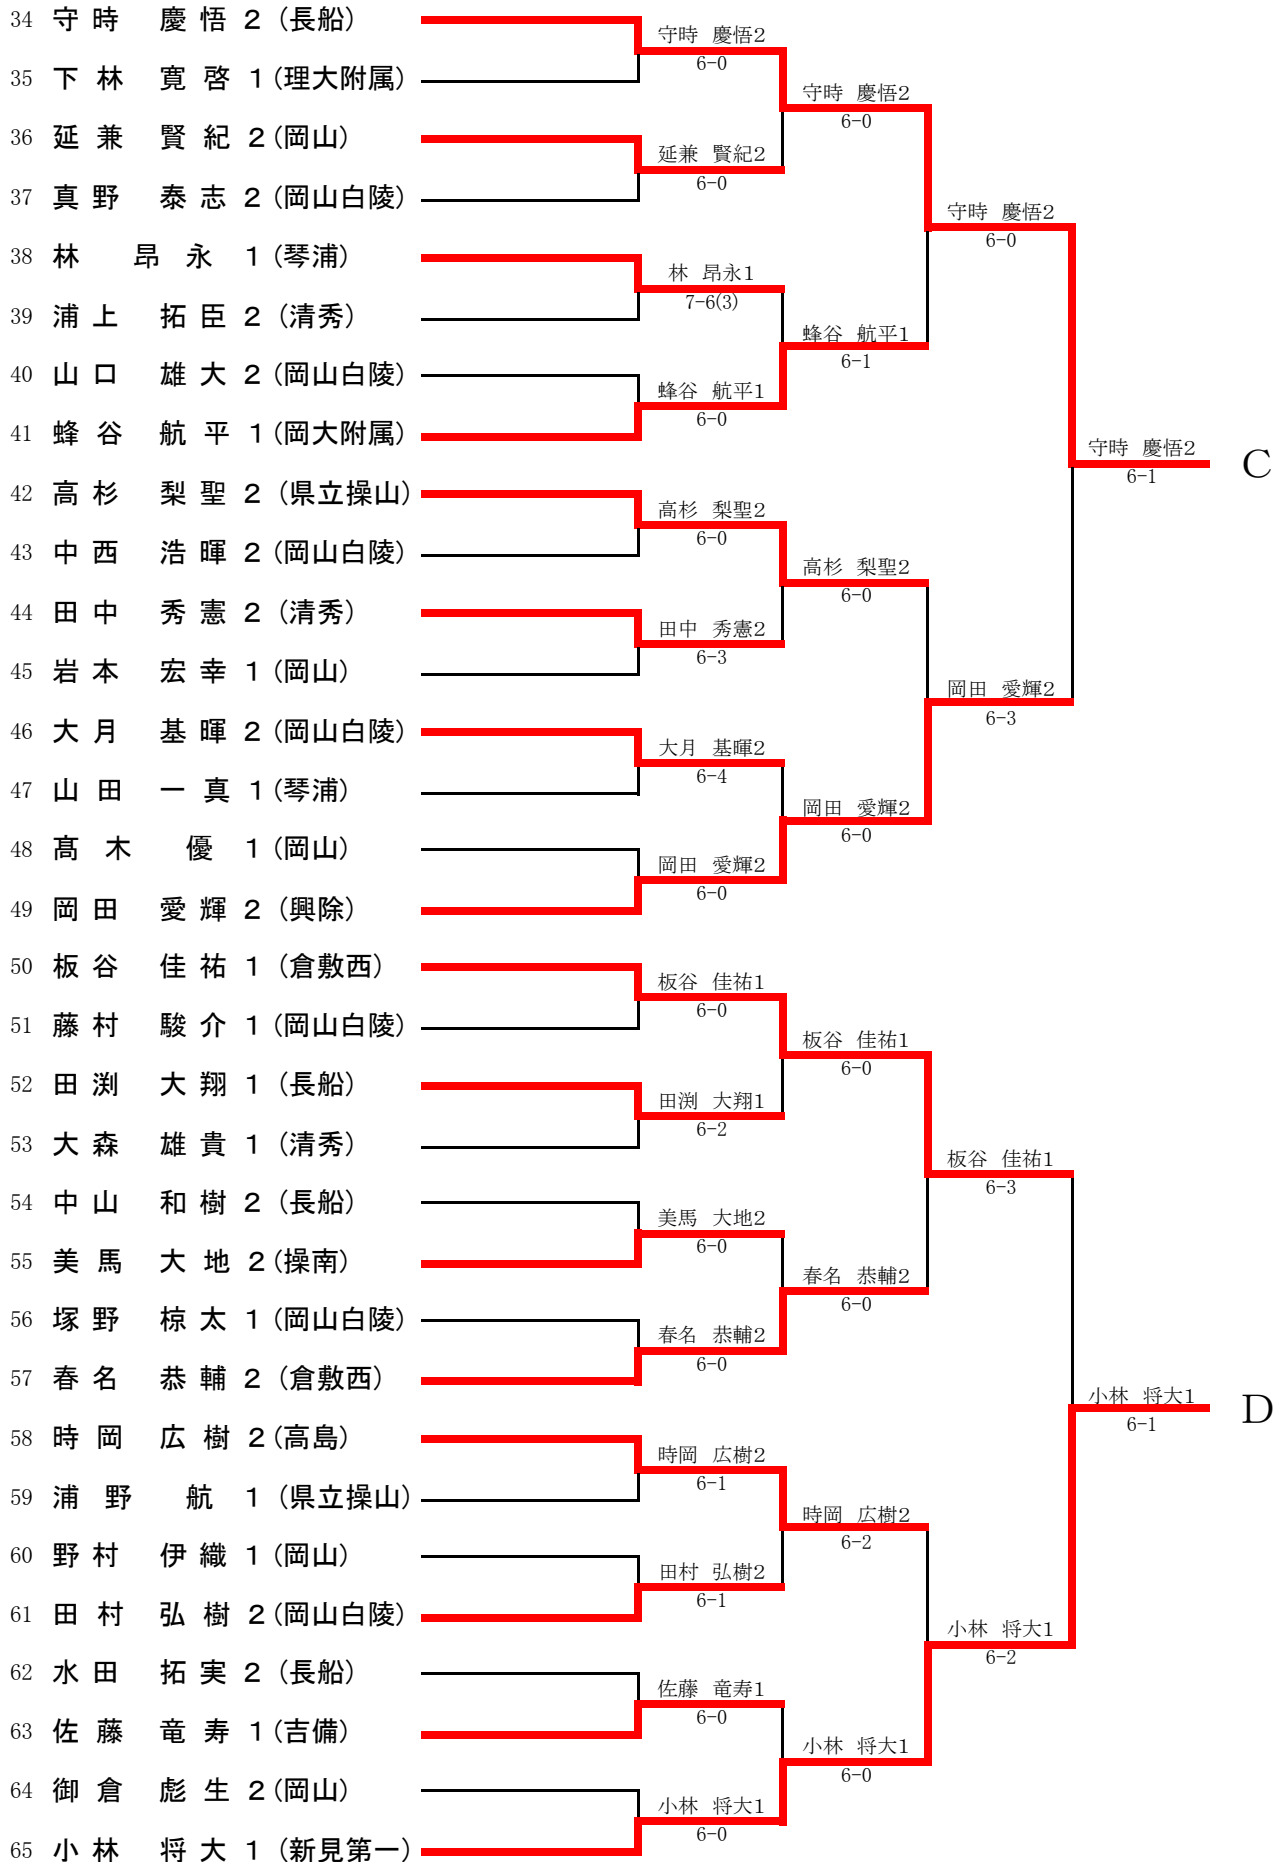 34 守時 慶悟 2 (長船)
35 下林 寛啓 1 (理大附属)
36 延兼 賢紀 2 (岡山)
37 真野 泰志 2 (岡山白陵)
38 林 昂永 1 (琴浦)
39 浦上 拓臣 2 (清秀)
40 山口 雄大 2 (岡山白陵)
41 蜂谷 航平 1 (岡大附属)
42 高杉 梨聖 2 (県立操山)
43 中西 浩暉 2 (岡山白陵)
44 田中 秀憲 2 (清秀)
45 岩本 宏幸 1 (岡山)
46 大月 基暉 2 (岡山白陵)
47 山田 一真 1 (琴浦)
48 髙木 優 1 (岡山)
49 岡田 愛輝 2 (興除)
50 板谷 佳祐 1 (倉敷西)
51 藤村 駿介 1 (岡山白陵)
52 田渕 大翔 1 (長船)
53 大森 雄貴 1 (清秀)
54 中山 和樹 2 (長船)
55 美馬 大地 2 (操南)
56 塚野 椋太 1 (岡山白陵)
57 春名 恭輔 2 (倉敷西)
58 時岡 広樹 2 (高島)
59 浦野 航 1 (県立操山)
60 野村 伊織 1 (岡山)
61 田村 弘樹 2 (岡山白陵)
62 水田 拓実 2 (長船)
63 佐藤 竜寿 1 (吉備)
64 御倉 彪生 2 (岡山)
65 小林 将大 1 (新見第一)
守時 慶悟2
6-0
延兼 賢紀2
6-0
林 昂永1
7-6(3)
蜂谷 航平1
6-0
高杉 梨聖2
6-0
田中 秀憲2
6-3
大月 基暉2
6-4
岡田 愛輝2
6-0
板谷 佳祐1
6-0
田渕 大翔1
6-2
美馬 大地2
6-0
春名 恭輔2
6-0
時岡 広樹2
6-1
田村 弘樹2
6-1
佐藤 竜寿1
6-0
小林 将大1
6-0
守時 慶悟2
6-0
蜂谷 航平1
6-1
高杉 梨聖2
6-0
岡田 愛輝2
6-0
板谷 佳祐1
6-0
春名 恭輔2
6-0
時岡 広樹2
6-2
小林 将大1
6-0
守時 慶悟2
6-0
岡田 愛輝2
6-3
板谷 佳祐1
6-3
小林 将大1
6-2
守時 慶悟2
6-1
C
小林 将大1
6-1
D